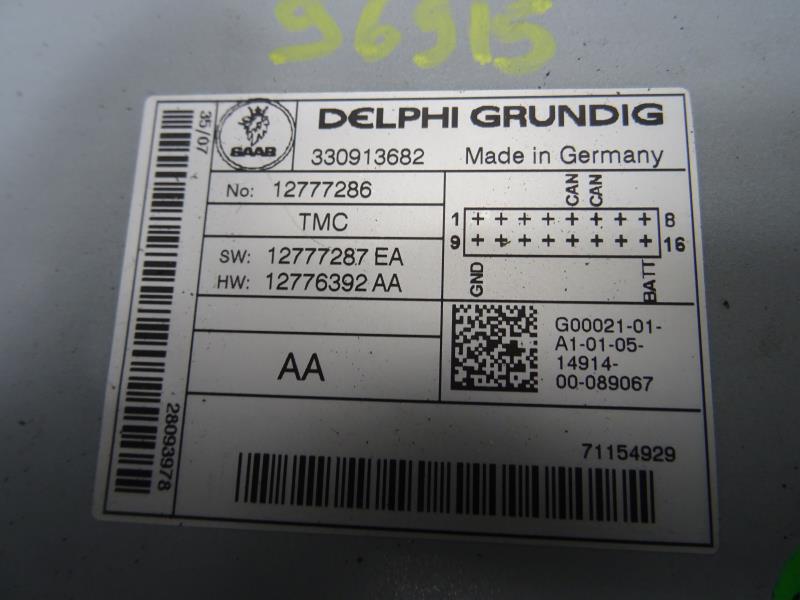 96915
35/07
SAAB
DELPHI GRUNDIG
330913682 Made in Germany
No: 12777286
TMC
SW: 12777287 EA
HW: 12776392 AA
CAN
CAN
1 8
9 16
GND
BATT
AA
G00021-01-
A1-01-05-
14914-
00-089067
28093978
71154929